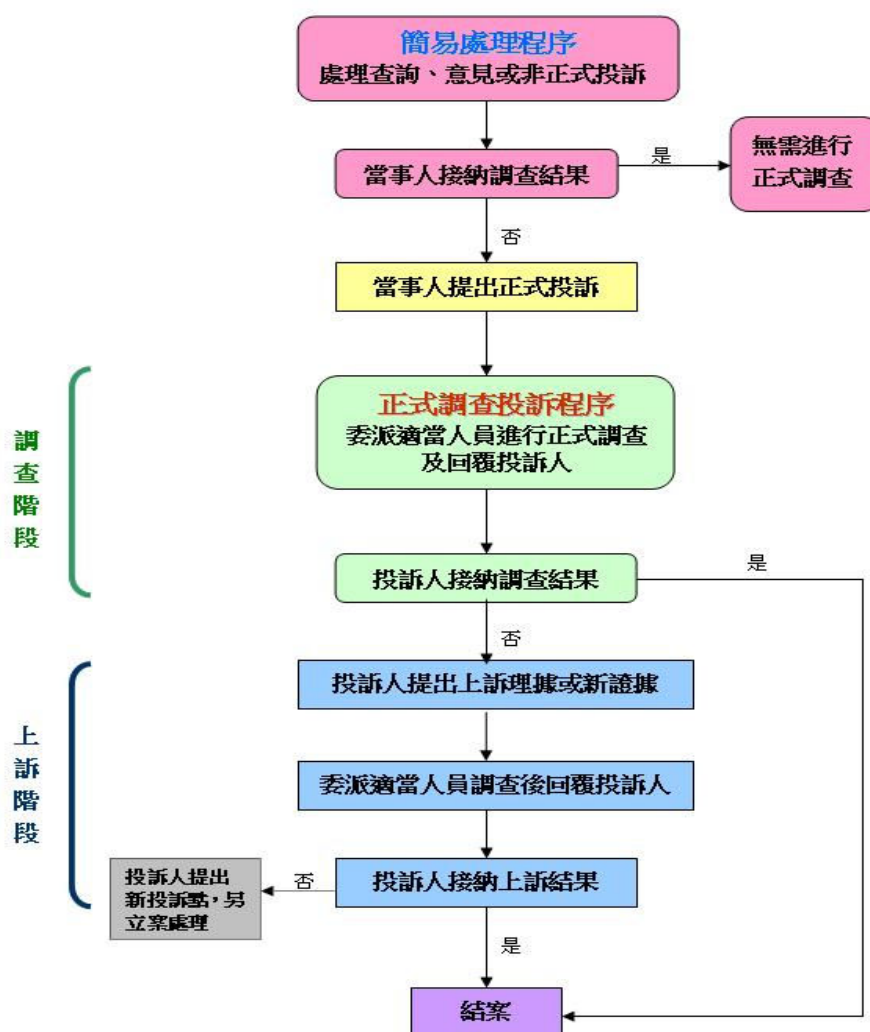 簡易處理程序
處理查詢、意見或非正式投訴
當事人接納調查結果
是
無需進行
正式調查
否
當事人提出正式投訴
調查階段
正式調查投訴程序
委派適當人員進行正式調查
及回覆投訴人
投訴人接納調查結果
是
否
上訴階段
投訴人提出上訴理據或新證據
委派適當人員調查後回覆投訴人
投訴人接納上訴結果
否
投訴人提出
新投訴點，另
立案處理
是
結案